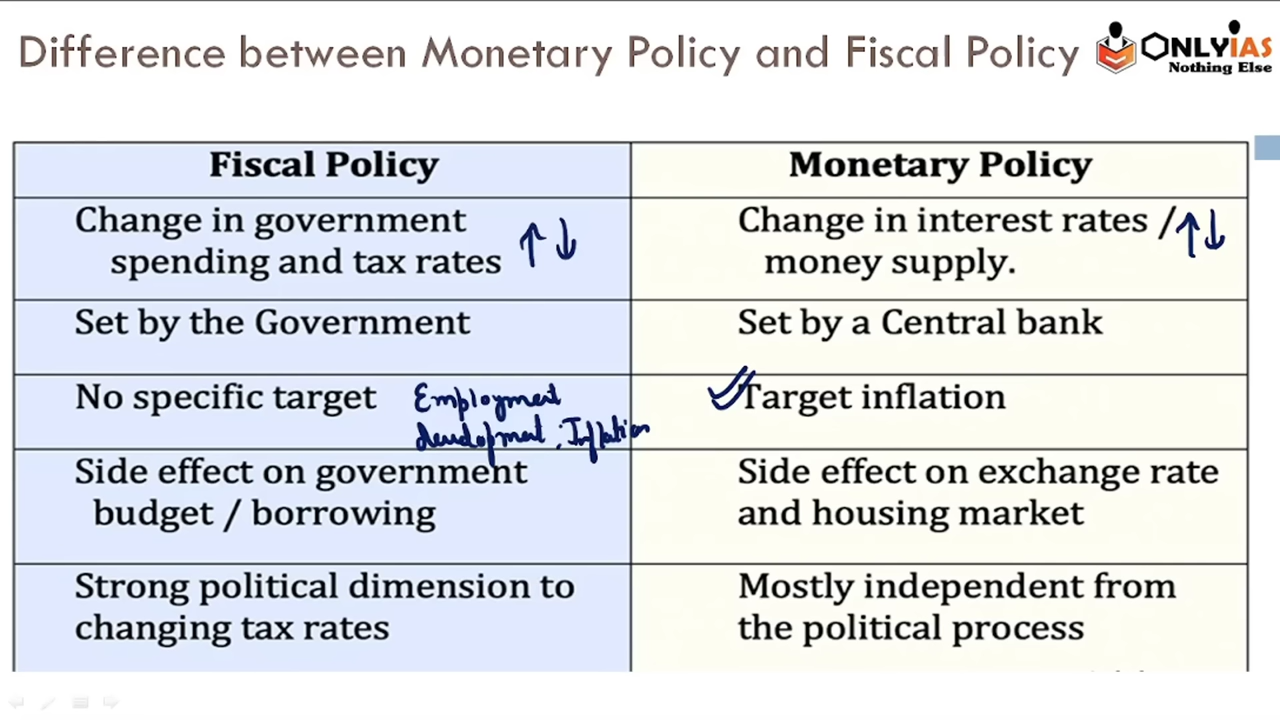 Difference between Monetary Policy and Fiscal Policy
ONLYIAS
Nothing Else
Fiscal Policy
Monetary Policy
Change in government
spending and tax rates ↑ ↓
Change in interest rates / ↑ ↓
money supply.
Set by the Government
Set by a Central bank
No specific target
Employment
development ; Inflation
Target inflation
Side effect on government
budget / borrowing
Side effect on exchange rate
and housing market
Strong political dimension to
changing tax rates
Mostly independent from
the political process